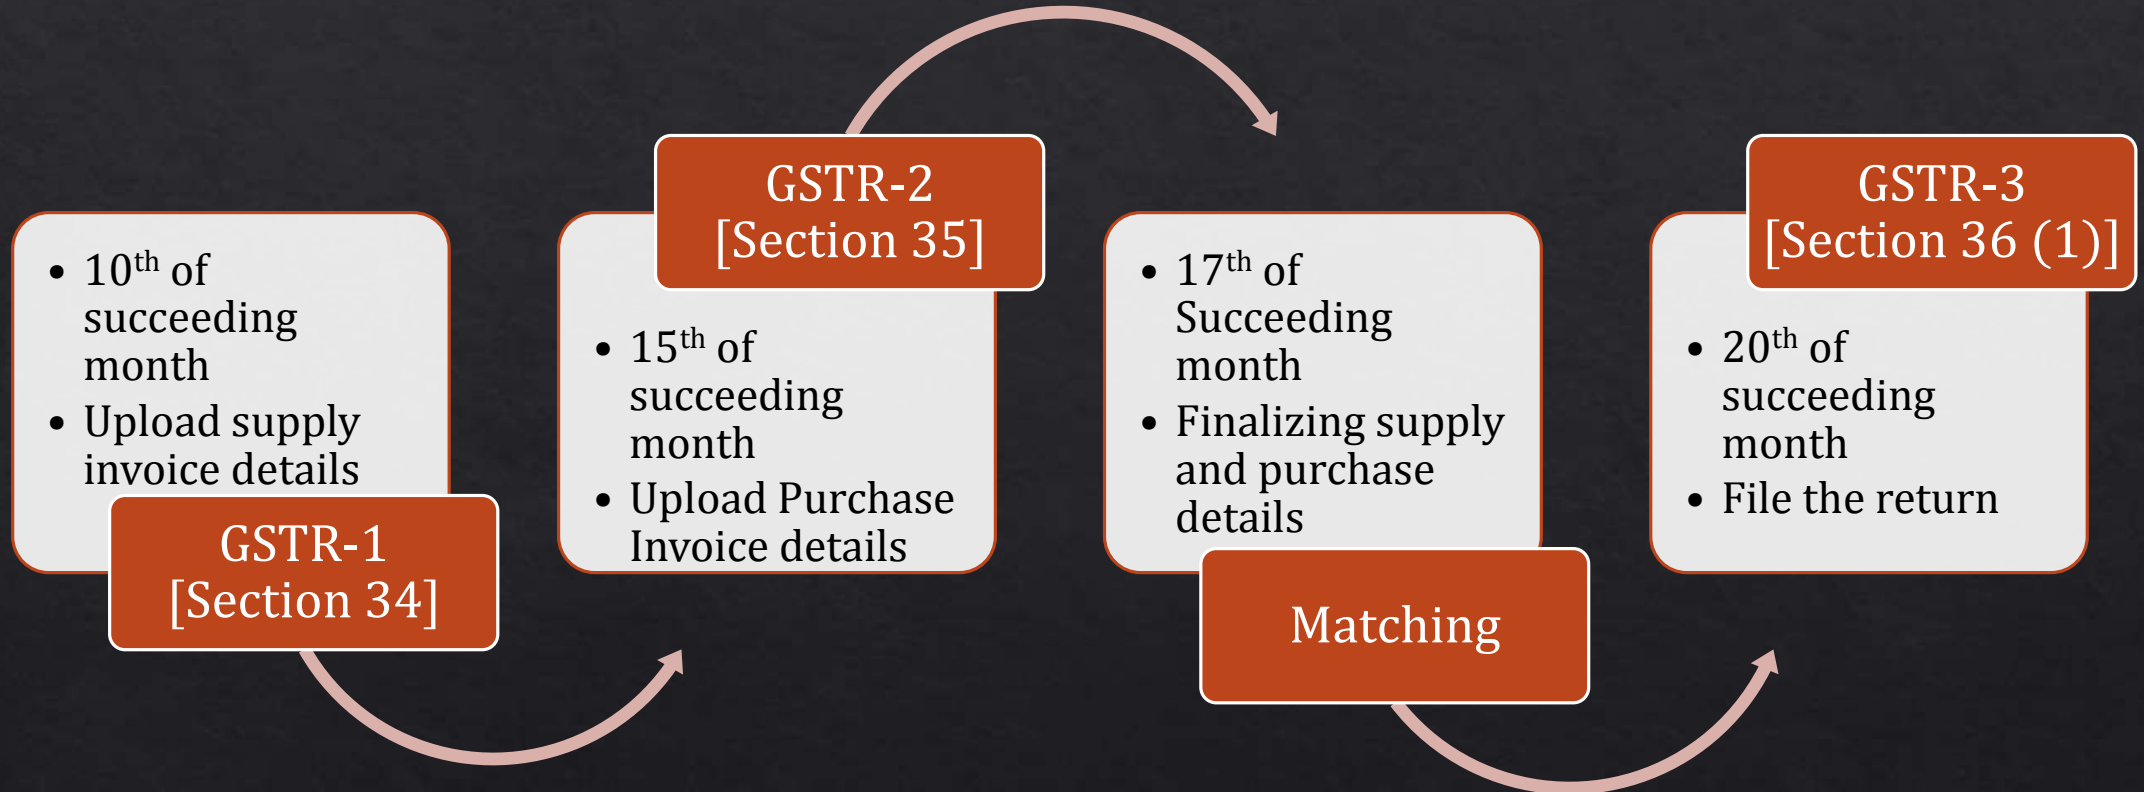 • 10th of
succeeding
month
• Upload supply
invoice details
GSTR-1
[Section 34]
GSTR-2
[Section 35]
• 15th of
succeeding
month
• Upload Purchase
Invoice details
• 17th of
Succeeding
month
• Finalizing supply
and purchase
details
Matching
GSTR-3
[Section 36 (1)]
• 20th of
succeeding
month
• File the return